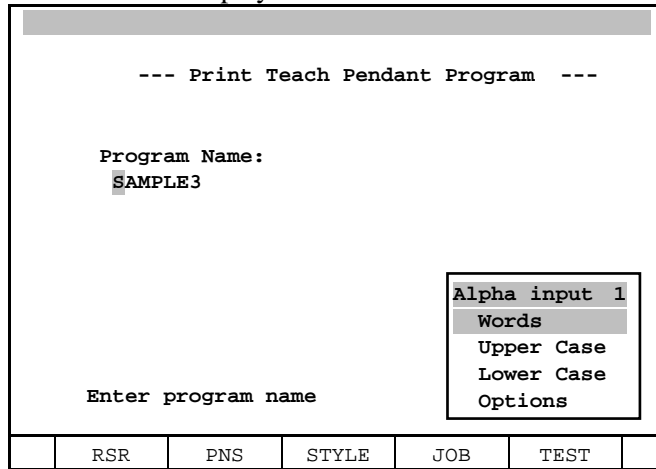 --- Print Teach Pendant Program ---
Program Name:
SAMPLE3
Alpha input 1
Words
Upper Case
Lower Case
Options
Enter program name
RSR PNS STYLE JOB TEST